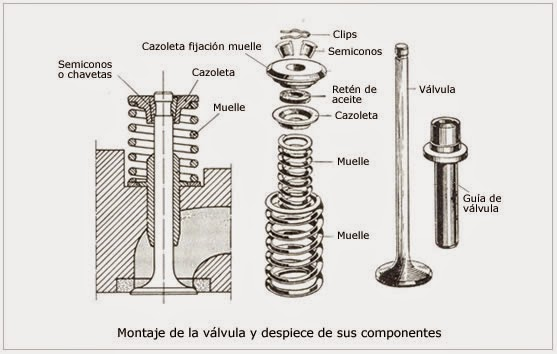 Semiconos
o chavetas
Cazoleta
Muelle
Cazoleta fijación muelle
Clips
Semiconos
Retén de
aceite
Cazoleta
Muelle
Muelle
Válvula
Guía de
válvula
Montaje de la válvula y despiece de sus componentes